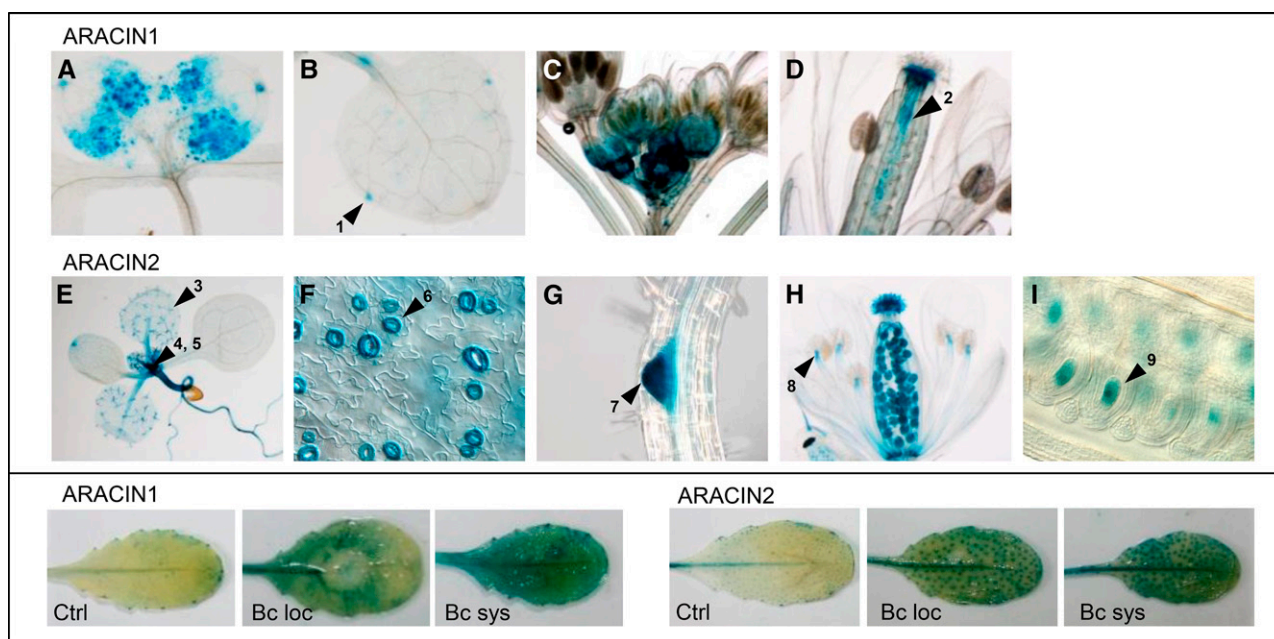 ARACIN1
A B C D
1 2
ARACIN2
E F G H I
3 4, 5 6 7 8 9
ARACIN1 ARACIN2
Ctrl Bc loc Bc sys Ctrl Bc loc Bc sys